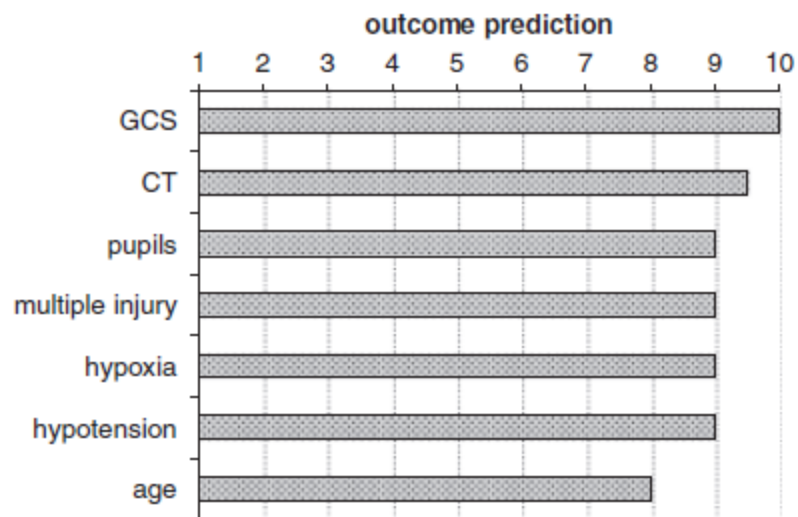 outcome prediction
1 2 3 4 5 6 7 8 9 10
GCS
CT
pupils
multiple injury
hypoxia
hypotension
age